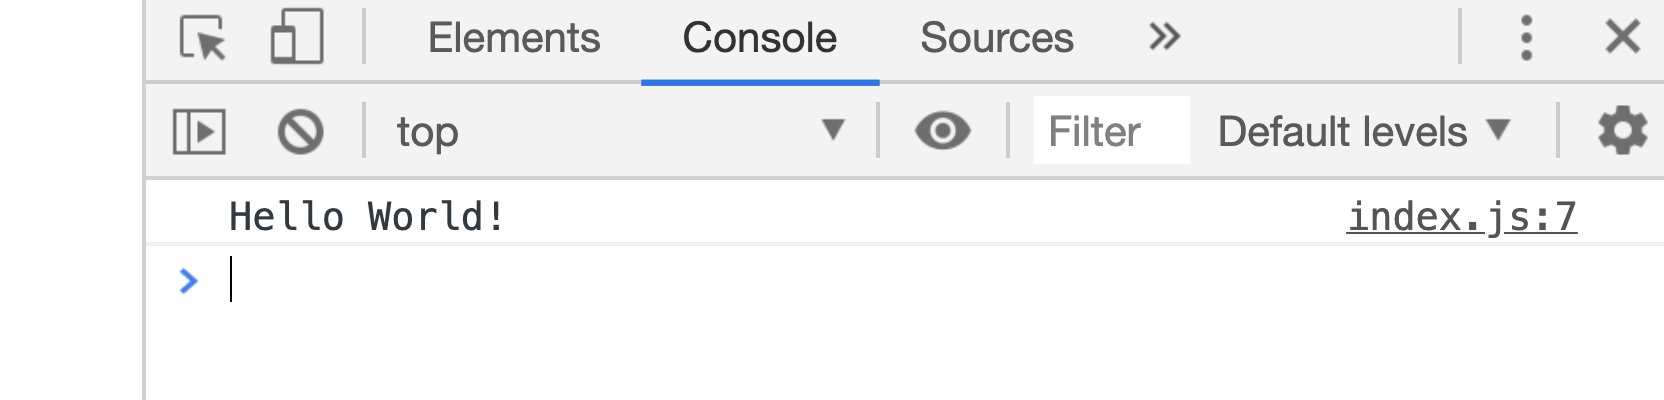 Elements Console Sources
top Filter Default levels
Hello World! index.js:7